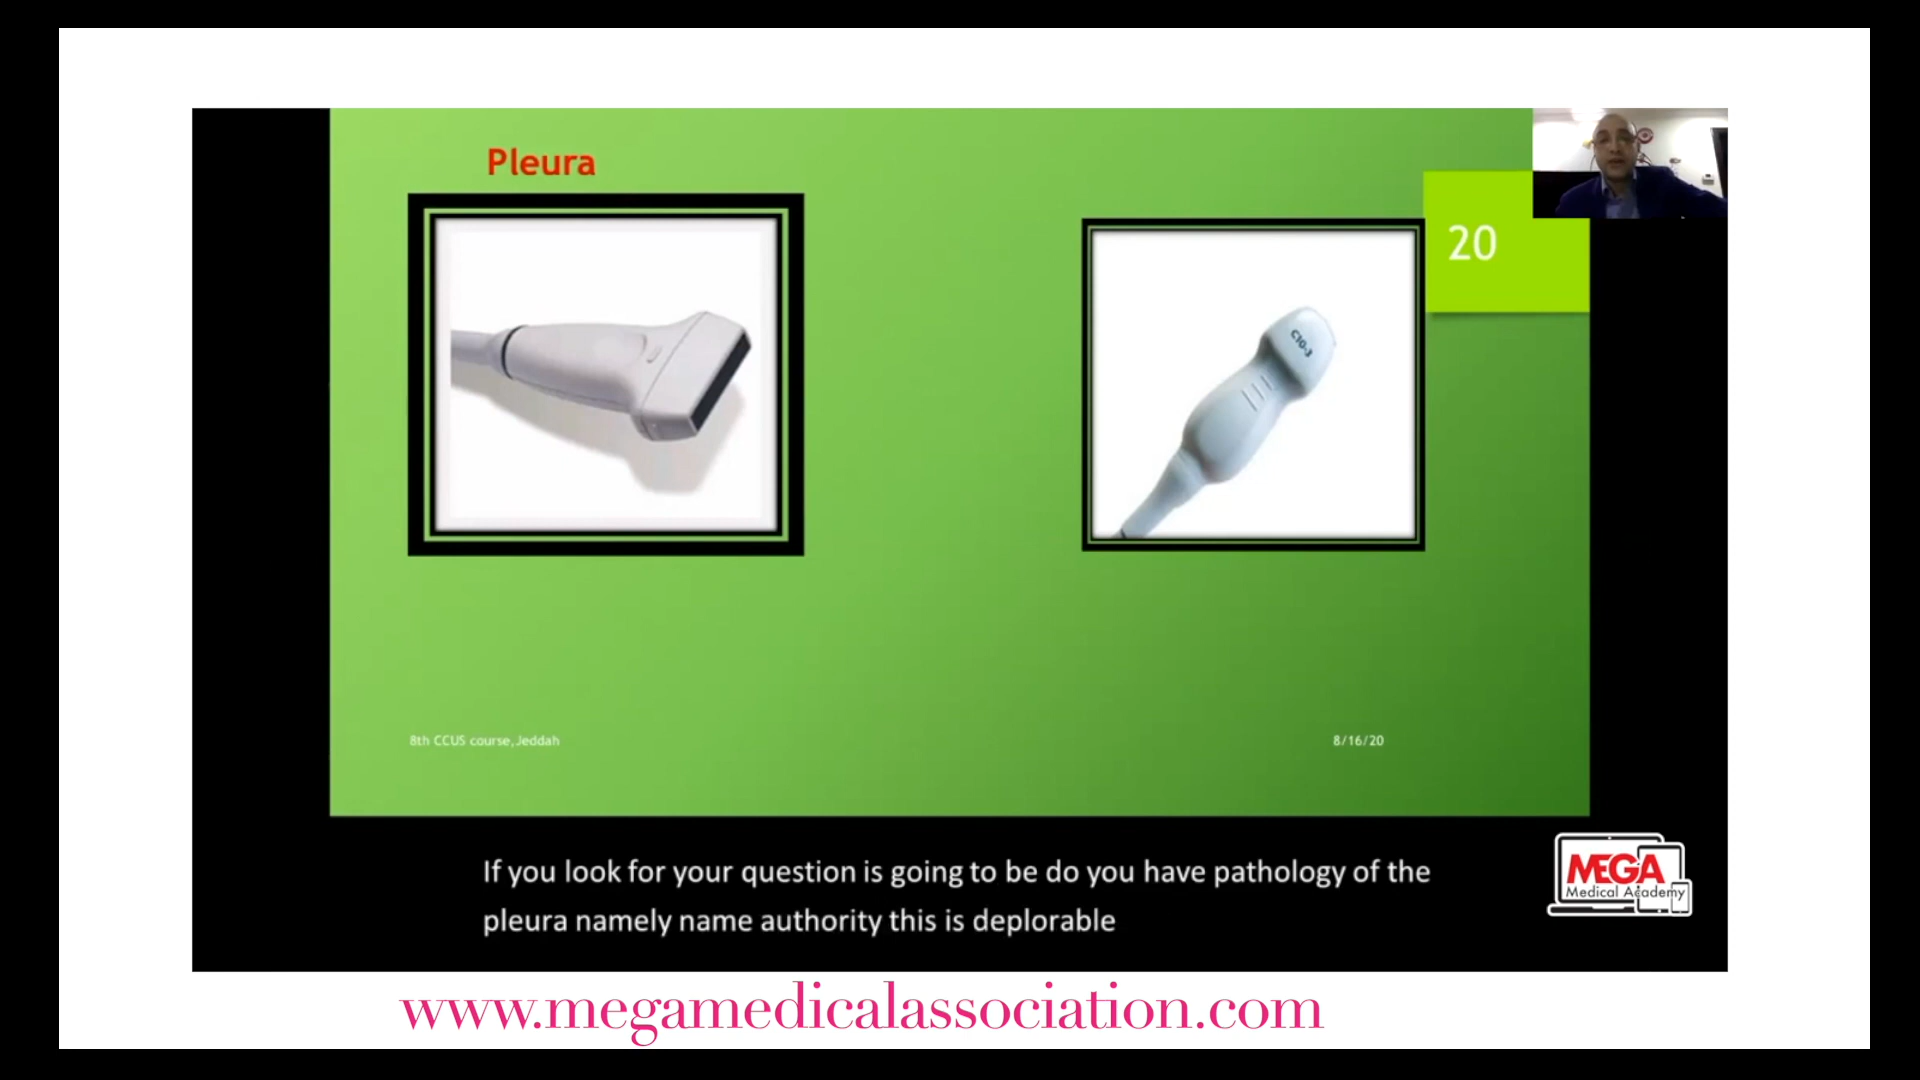 Pleura
20
C10-3
8th CCUS course, Jeddah
8/16/20
If you look for your question is going to be do you have pathology of the
pleura namely name authority this is deplorable
MEGA
Medical Academy
www.megamedicalassociation.com